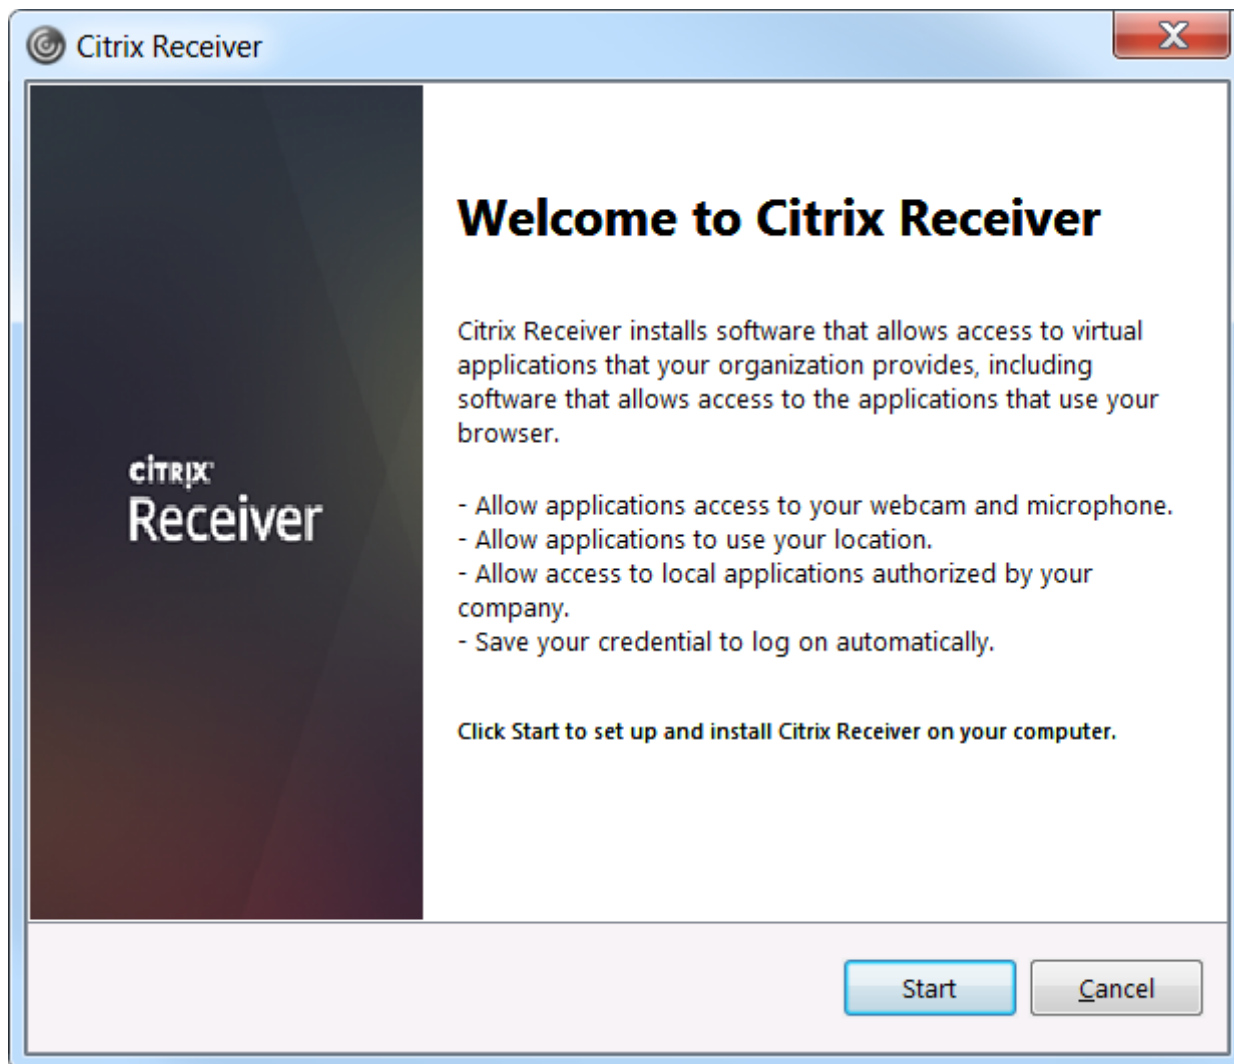 Citrix Receiver
Welcome to Citrix Receiver
Citrix Receiver installs software that allows access to virtual
applications that your organization provides, including
software that allows access to the applications that use your
browser.
- Allow applications access to your webcam and microphone.
- Allow applications to use your location.
- Allow access to local applications authorized by your
company.
- Save your credential to log on automatically.
Click Start to set up and install Citrix Receiver on your computer.
citrix
Receiver
Start
Cancel